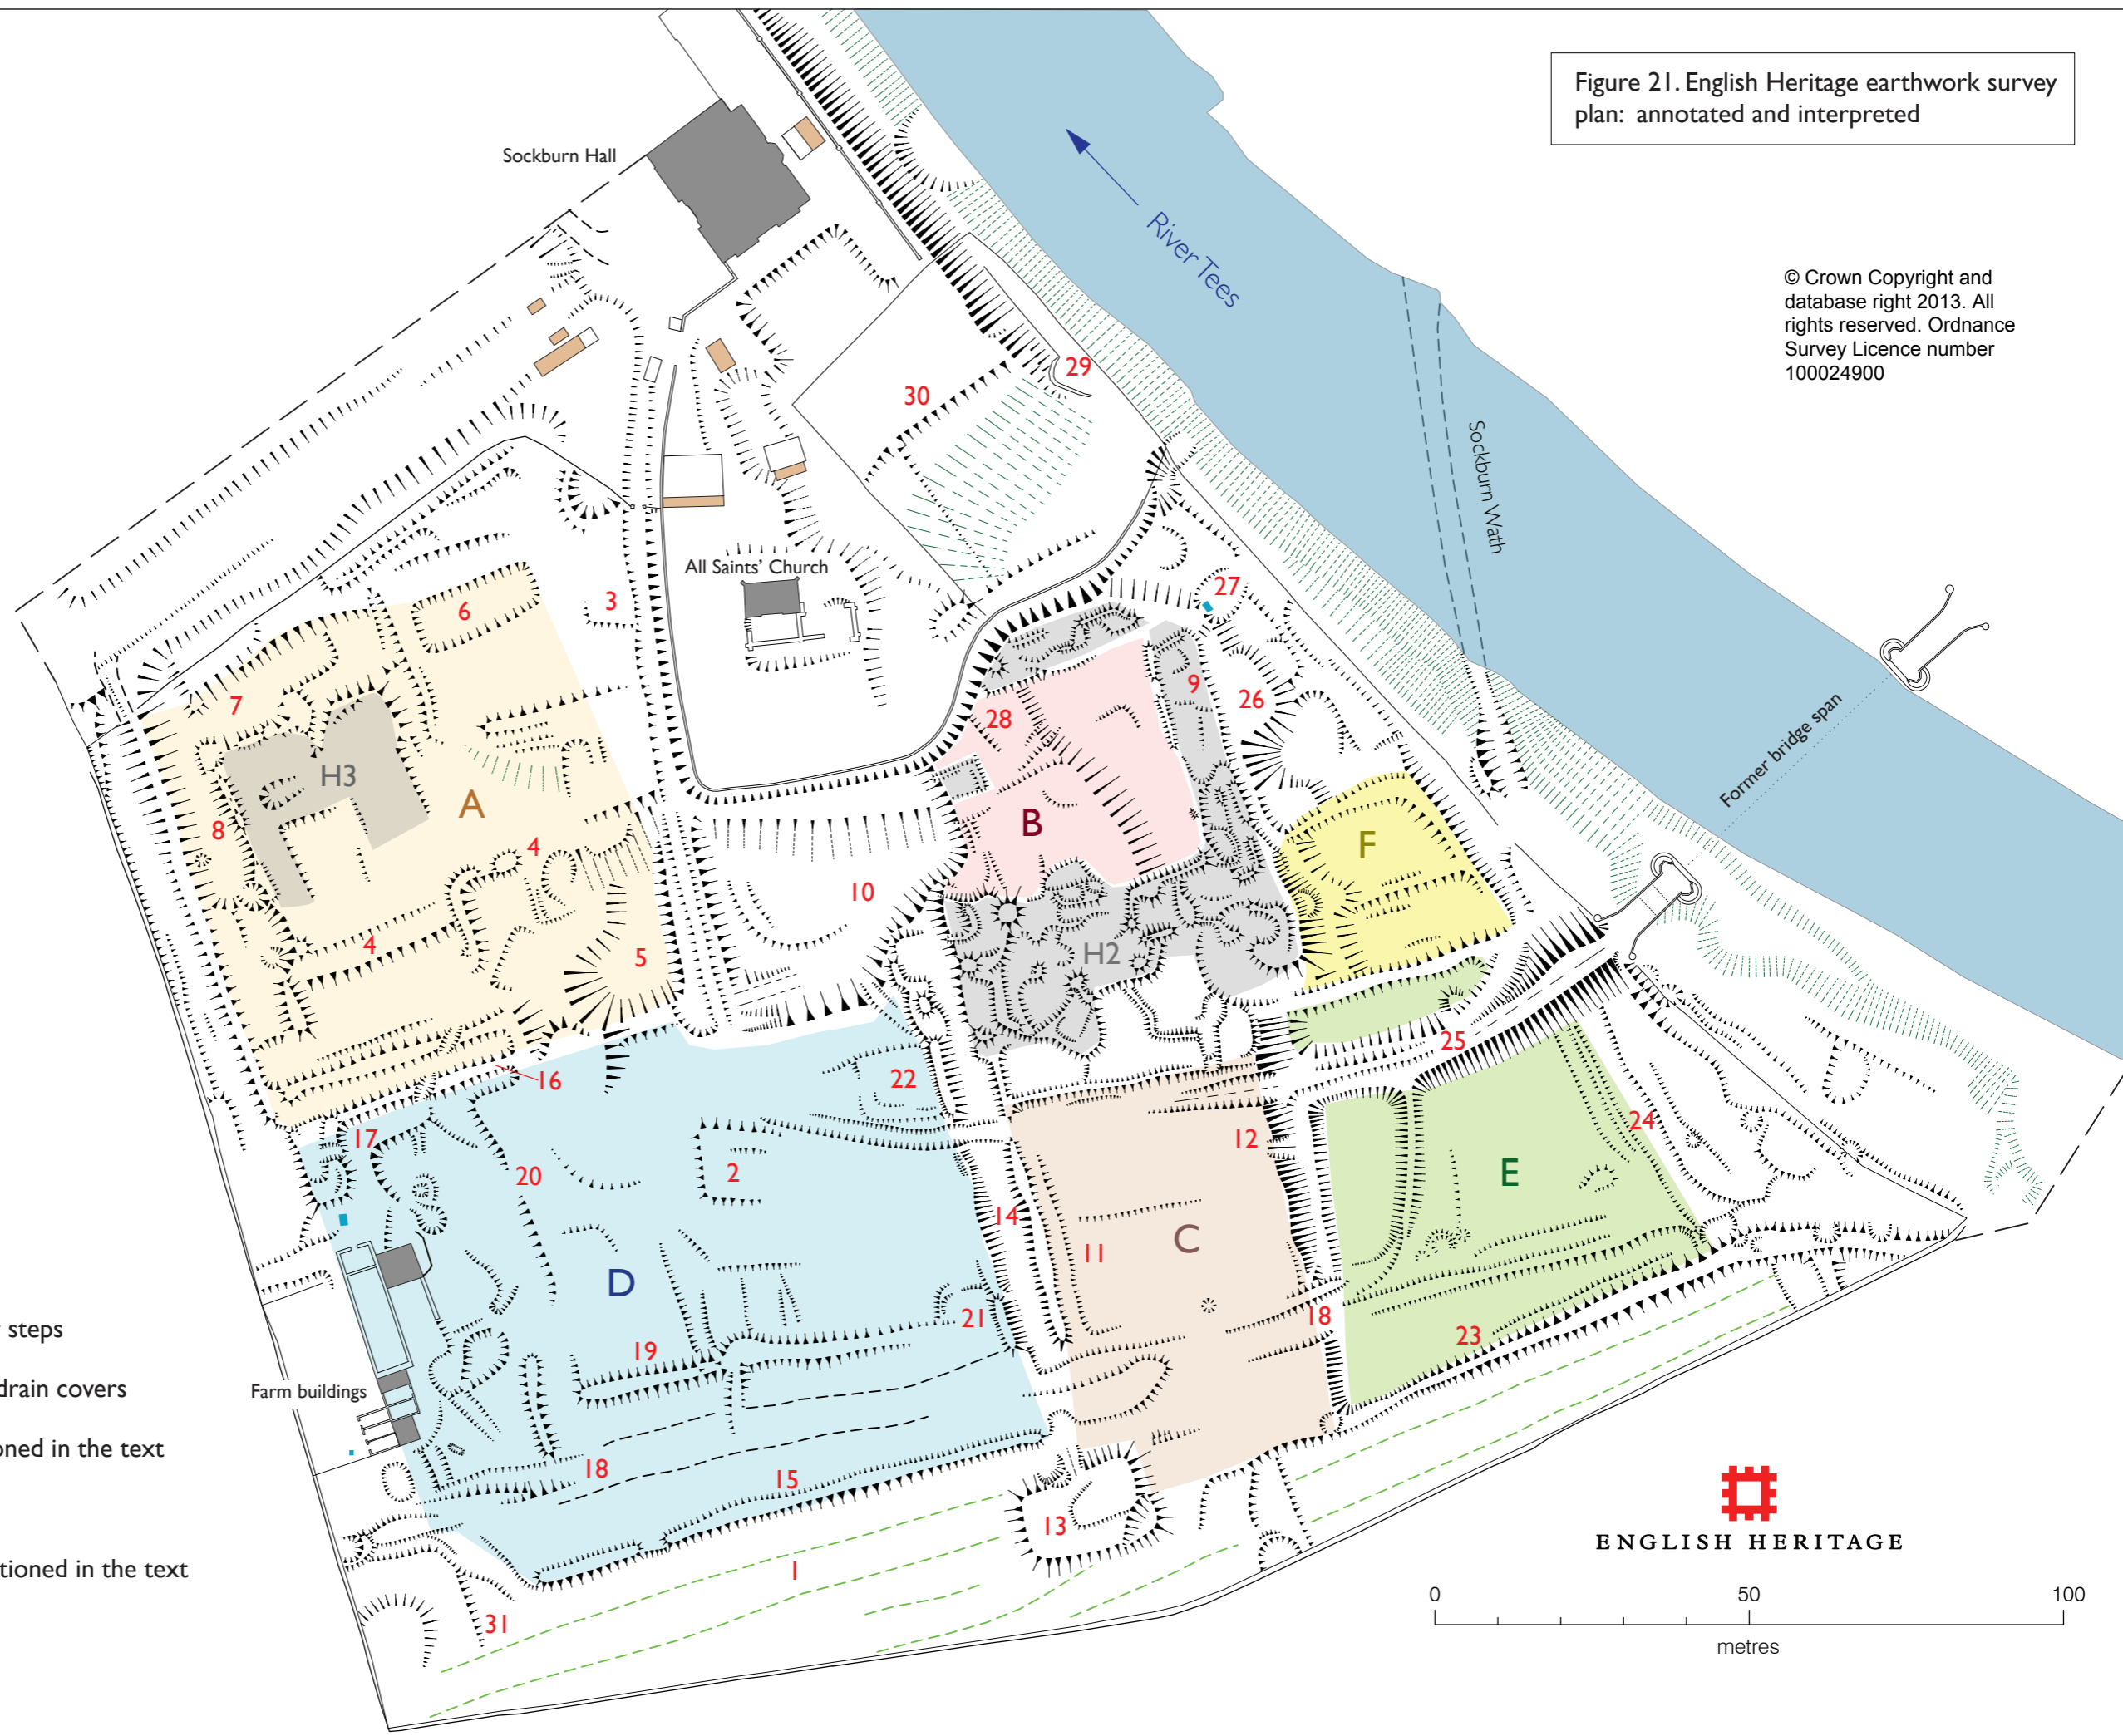 Figure 21. English Heritage earthwork survey
plan: annotated and interpreted
© Crown Copyright and
database right 2013. All
rights reserved. Ordnance
Survey Licence number
100024900
Sockburn Hall
River Tees
29
30
Sockburn Wath
All Saints' Church
3
6
27
7
9
26
28
Former bridge span
H3
A
8
4
B
F
10
4
5
H2
25
16
22
17
12
24
20
2
E
14
11
C
D
21
18
23
19
steps
drain covers
Farm buildings
oned in the text
18
15
13
tioned in the text
1
31
ENGLISH HERITAGE
0 50 100
metres